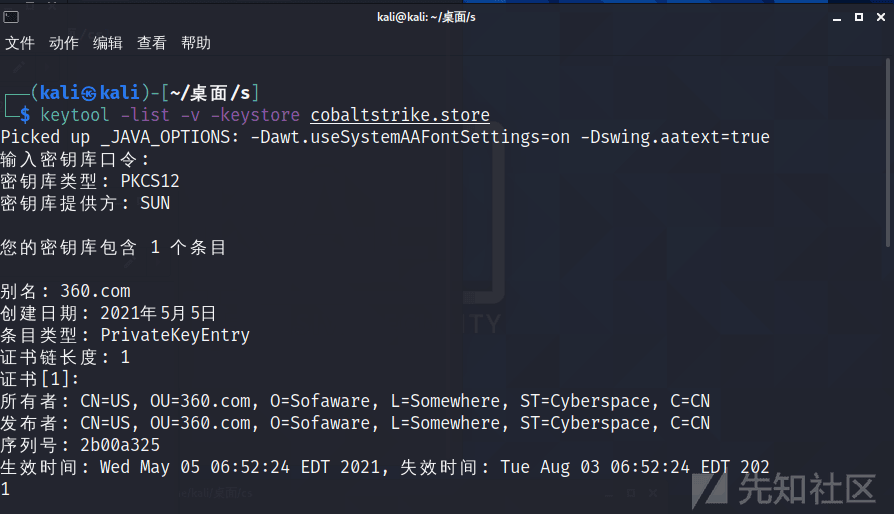 kali@kali: ~/桌面/s
文件 动作 编辑 查看 帮助
(kali㉿kali)-[~/桌面/s]
$ keytool -list -v -keystore cobaltstrike.store
Picked up _JAVA_OPTIONS: -Dawt.useSystemAAFontSettings=on -Dswing.aatext=true
输入密钥库口令:
密钥库类型: PKCS12
密钥库提供方: SUN
您的密钥库包含 1 个条目
别名: 360.com
创建日期: 2021年5月5日
条目类型: PrivateKeyEntry
证书链长度: 1
证书[1]:
所有者: CN=US, OU=360.com, O=Sofaware, L=Somewhere, ST=Cyberspace, C=CN
发布者: CN=US, OU=360.com, O=Sofaware, L=Somewhere, ST=Cyberspace, C=CN
序列号: 2b00a325
生效时间: Wed May 05 06:52:24 EDT 2021, 失效时间: Tue Aug 03 06:52:24 EDT 202
1
先知社区